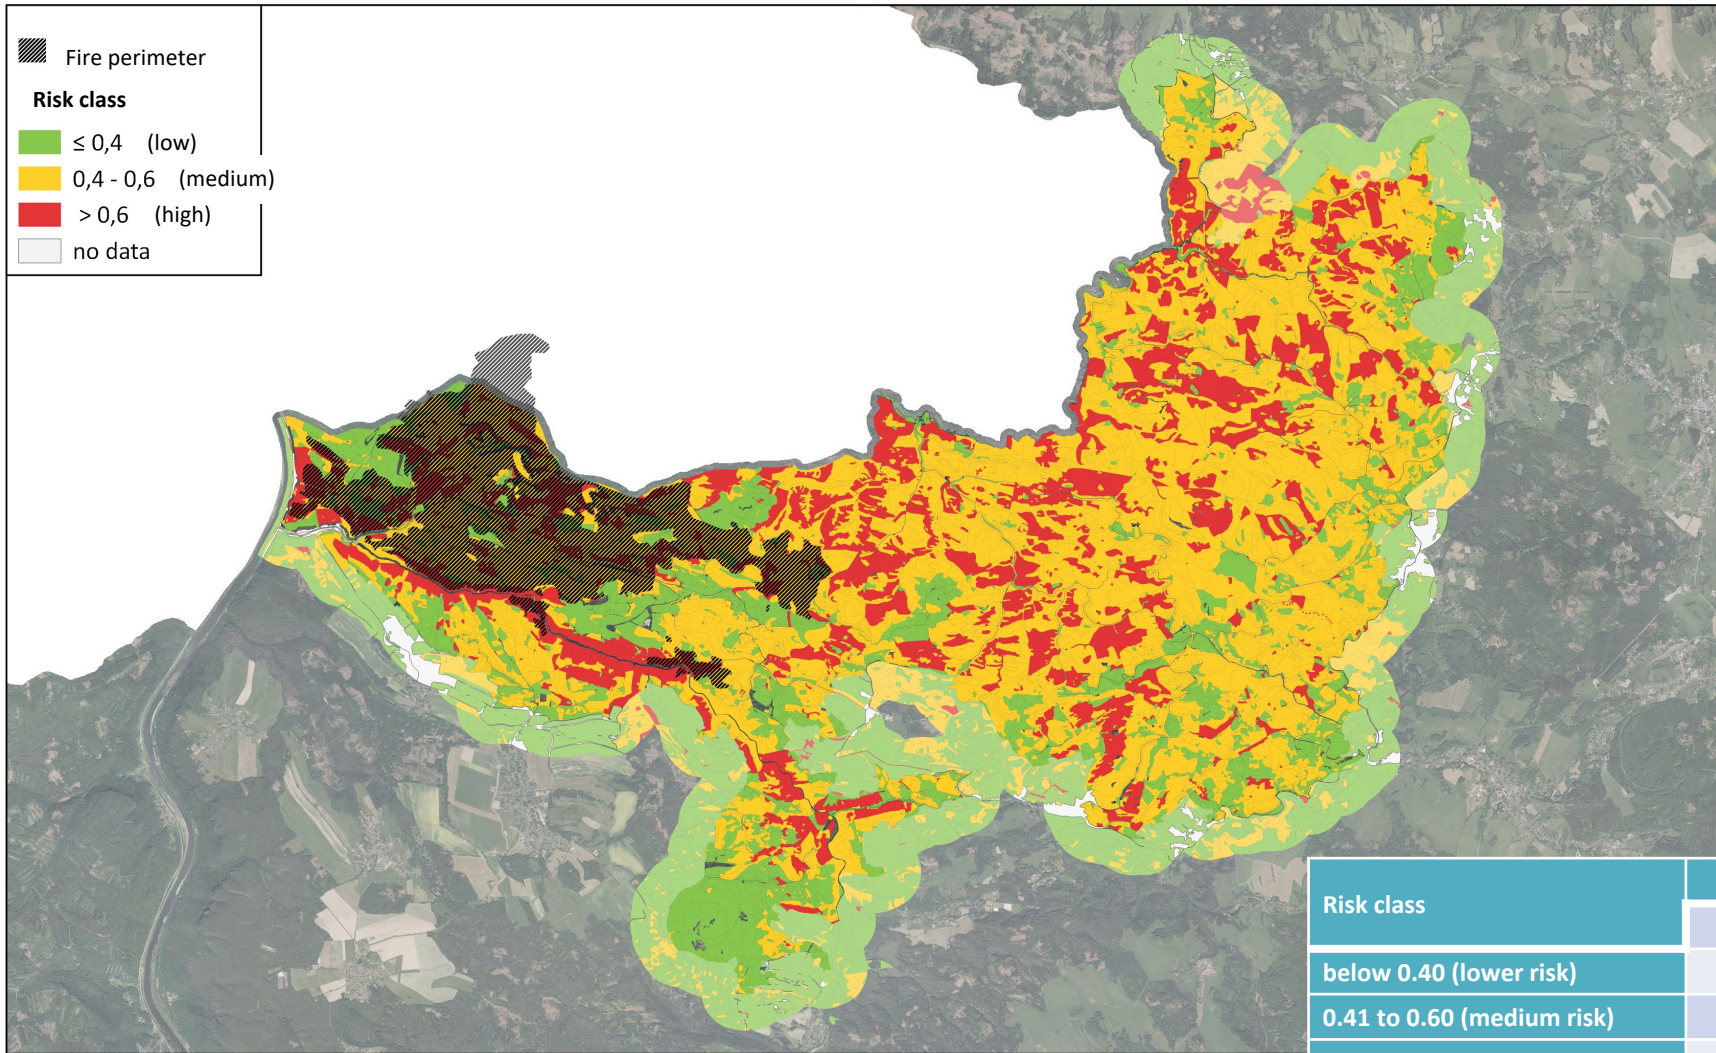 Fire perimeter
Risk class
≤ 0,4 (low)
0,4 - 0,6 (medium)
> 0,6 (high)
no data
Risk class
below 0.40 (lower risk)
0.41 to 0.60 (medium risk)